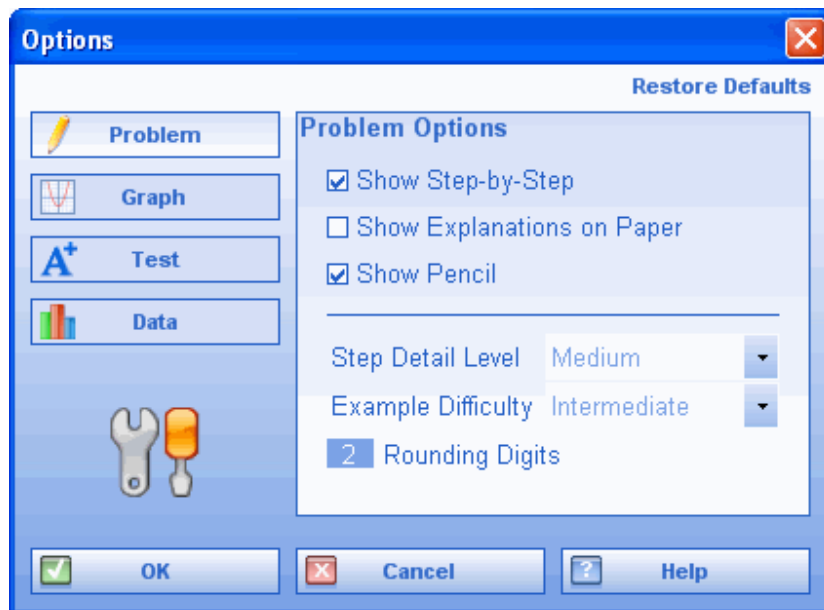 Options
Restore Defaults
Problem
Graph
A+ Test
Data
Problem Options
Show Step-by-Step
Show Explanations on Paper
Show Pencil
Step Detail Level Medium
Example Difficulty Intermediate
2 Rounding Digits
OK
Cancel
? Help